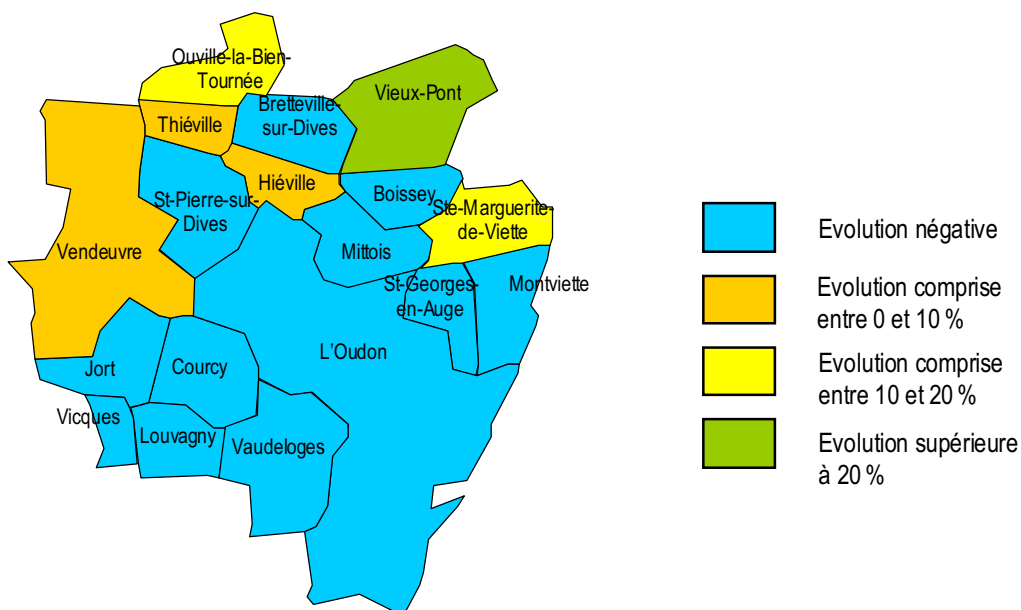 Ouville-la-Bien-
Tournée
Vieux-Pont
Bretteville-
sur-Dives
Thiéville
Hiéville
Boissey
St-Pierre-sur-
Dives
Ste-Marguerite-
de-Viette
Vendeuvre
Mittois
St-Georges-
en-Auge
Montviette
L'Oudon
Jort
Courcy
Vicques
Louvagny
Vaudeloges
Evolution négative
Evolution comprise
entre 0 et 10 %
Evolution comprise
entre 10 et 20 %
Evolution supérieure
à 20 %